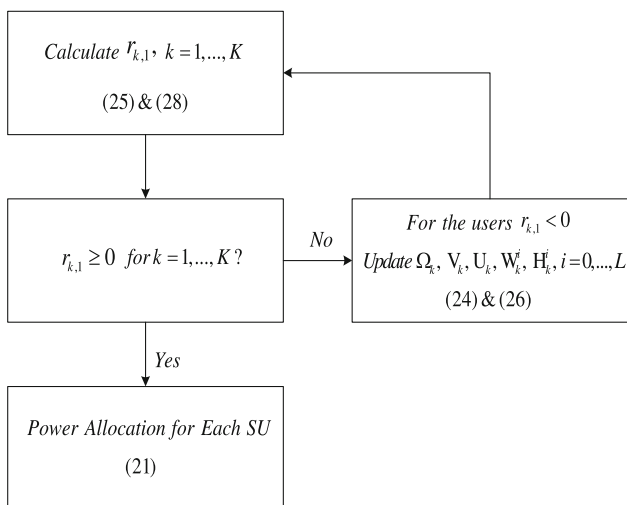 Calculate r_{k,1}, k = 1,..., K
(25) & (28)
r_{k,1} ≥ 0 for k = 1,..., K ?
No
For the users r_{k,1} < 0
Update Ω_k, V_k, U_k, W_k^i, H_k^i, i = 0,..., L
(24) & (26)
Yes
Power Allocation for Each SU
(21)